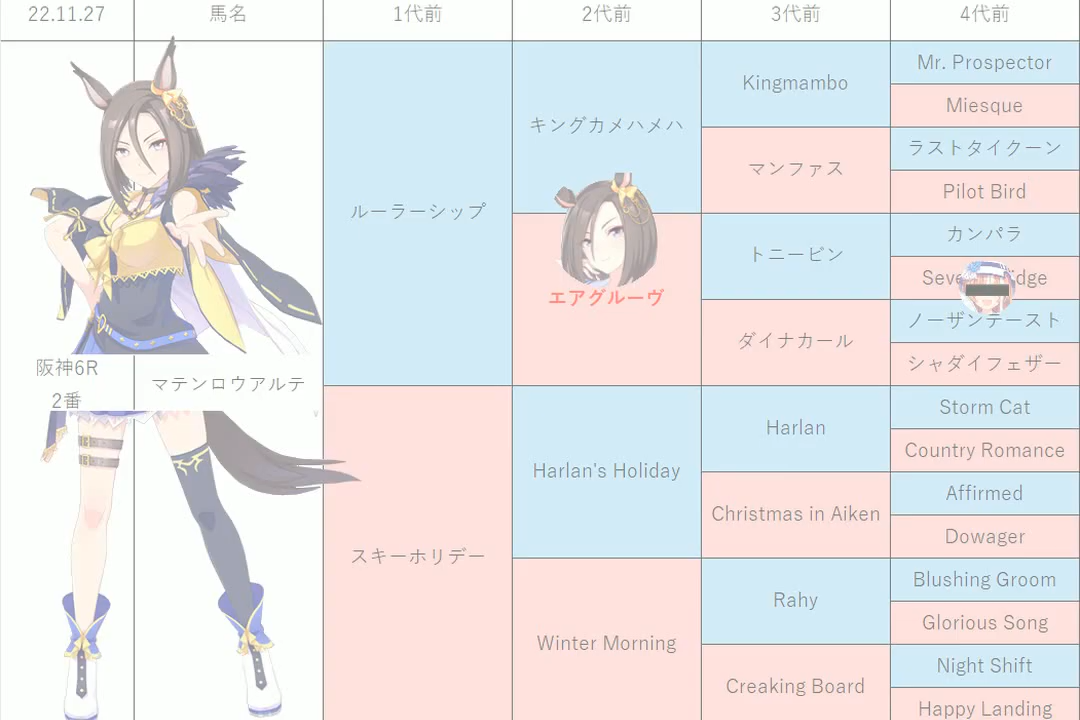 22.11.27
馬名
1代前
2代前
3代前
4代前
阪神6R
2番
マテンロウアルテ
ルーラーシップ
スキーホリデー
キングカメハメハ
エアグルーヴ
Harlan's Holiday
Winter Morning
Kingmambo
マンファス
トニービン
ダイナカール
Harlan
Christmas in Aiken
Rahy
Creaking Board
Mr. Prospector
Miesque
ラストタイクーン
Pilot Bird
カンパラ
ノーザンテースト
シャダイフェザー
Storm Cat
Country Romance
Affirmed
Dowager
Blushing Groom
Glorious Song
Night Shift
Happy Landing